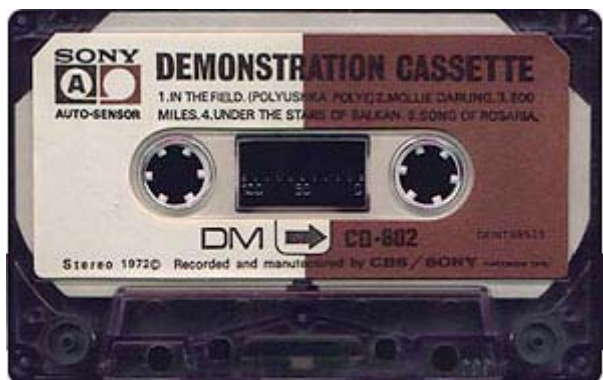 SONY
DEMONSTRATION CASSETTE
A
AUTO-SENSOR
1.IN THE FIELD. (POLYUSHKA POLYE) 2.MOLLIE DARLING. 3.500
MILES. 4.UNDER THE STARS OF BALKAN. 5.SONG OF ROSARIA.
100 50 0
DM CD-802
Stereo 1972© Recorded and manufactured by CBS/SONY